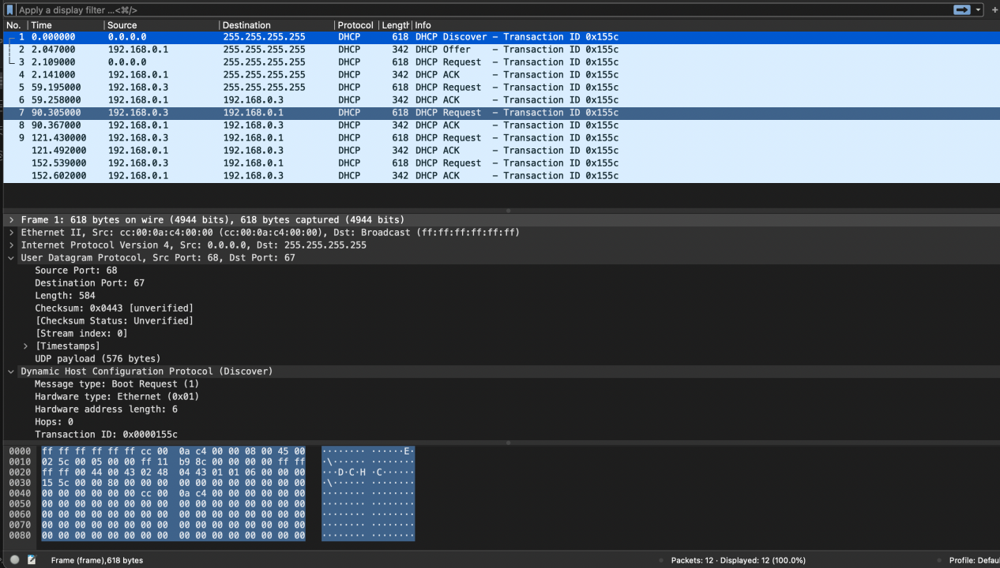 Apply a display filter ...<⌘/>
No. Time Source Destination Protocol Length Info
1 0.000000 0.0.0.0 255.255.255.255 DHCP 618 DHCP Discover - Transaction ID 0x155c
2 2.047000 192.168.0.1 255.255.255.255 DHCP 342 DHCP Offer - Transaction ID 0x155c
3 2.109000 0.0.0.0 255.255.255.255 DHCP 618 DHCP Request - Transaction ID 0x155c
4 2.141000 192.168.0.1 255.255.255.255 DHCP 342 DHCP ACK - Transaction ID 0x155c
5 59.195000 192.168.0.3 255.255.255.255 DHCP 618 DHCP Request - Transaction ID 0x155c
6 59.258000 192.168.0.1 192.168.0.3 DHCP 342 DHCP ACK - Transaction ID 0x155c
7 90.305000 192.168.0.3 192.168.0.1 DHCP 618 DHCP Request - Transaction ID 0x155c
8 90.367000 192.168.0.1 192.168.0.3 DHCP 342 DHCP ACK - Transaction ID 0x155c
9 121.430000 192.168.0.3 192.168.0.1 DHCP 618 DHCP Request - Transaction ID 0x155c
121.492000 192.168.0.1 192.168.0.3 DHCP 342 DHCP ACK - Transaction ID 0x155c
152.539000 192.168.0.3 192.168.0.1 DHCP 618 DHCP Request - Transaction ID 0x155c
152.602000 192.168.0.1 192.168.0.3 DHCP 342 DHCP ACK - Transaction ID 0x155c
Frame 1: 618 bytes on wire (4944 bits), 618 bytes captured (4944 bits)
Ethernet II, Src: cc:00:0a:c4:00:00 (cc:00:0a:c4:00:00), Dst: Broadcast (ff:ff:ff:ff:ff:ff)
Internet Protocol Version 4, Src: 0.0.0.0, Dst: 255.255.255.255
User Datagram Protocol, Src Port: 68, Dst Port: 67
Source Port: 68
Destination Port: 67
Length: 584
Checksum: 0x0443 [unverified]
[Checksum Status: Unverified]
[Stream index: 0]
[Timestamps]
UDP payload (576 bytes)
Dynamic Host Configuration Protocol (Discover)
Message type: Boot Request (1)
Hardware type: Ethernet (0x01)
Hardware address length: 6
Hops: 0
Transaction ID: 0x0000155c
0000 ff ff ff ff ff ff cc 00 0a c4 00 00 08 00 45 00 ········ ······E·
0010 02 5c 00 05 00 00 ff 11 b9 8c 00 00 00 00 ff ff ·\······ ········
0020 ff ff 00 44 00 43 02 48 04 43 01 01 06 00 00 00 ···D·C·H ·C······
0030 15 5c 00 00 80 00 00 00 00 00 00 00 00 00 00 00 ·\······ ········
0040 00 00 00 00 00 00 cc 00 0a c4 00 00 00 00 00 00 ········ ········
0050 00 00 00 00 00 00 00 00 00 00 00 00 00 00 00 00 ········ ········
0060 00 00 00 00 00 00 00 00 00 00 00 00 00 00 00 00 ········ ········
0070 00 00 00 00 00 00 00 00 00 00 00 00 00 00 00 00 ········ ········
0080 00 00 00 00 00 00 00 00 00 00 00 00 00 00 00 00 ········ ········
Frame (frame),618 bytes Packets: 12 · Displayed: 12 (100.0%) Profile: Defau